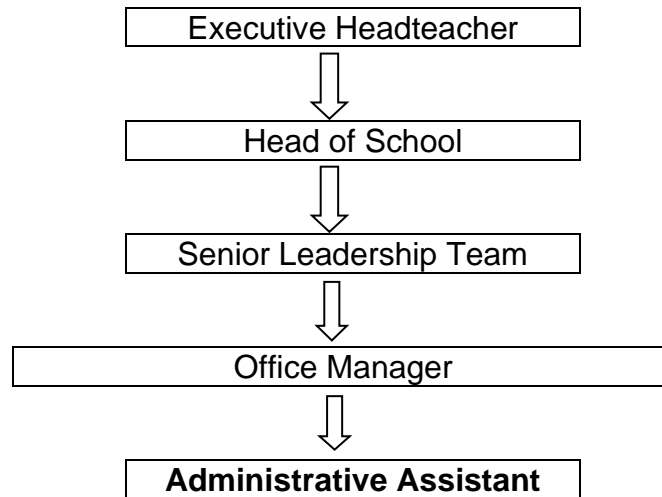 Executive Headteacher
Head of School
Senior Leadership Team
Office Manager
Administrative Assistant